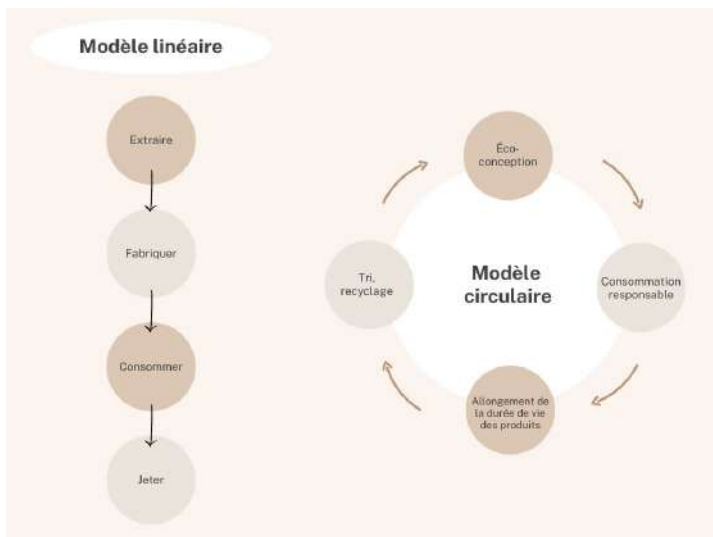 Modèle linéaire
Extraire
Fabriquer
Consommer
Jeter
Éco-
conception
Consommation
responsable
Allongement de
la durée de vie
des produits
Tri,
recyclage
Modèle
circulaire